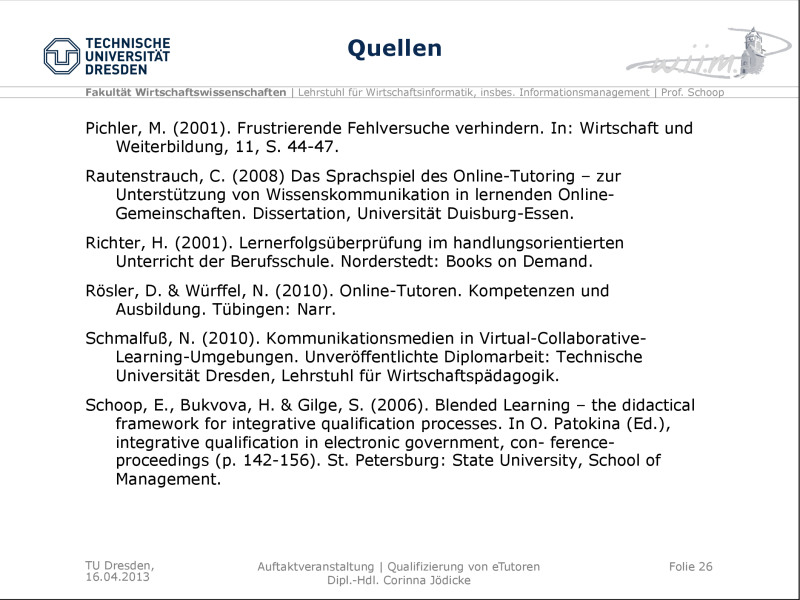 TECHNISCHE
UNIVERSITÄT
DRESDEN
Quellen
w.i.i.m.
Fakultät Wirtschaftswissenschaften | Lehrstuhl für Wirtschaftsinformatik, insbes. Informationsmanagement | Prof. Schoop
Pichler, M. (2001). Frustrierende Fehlversuche verhindern. In: Wirtschaft und
Weiterbildung, 11, S. 44-47.
Rautenstrauch, C. (2008) Das Sprachspiel des Online-Tutoring – zur
Unterstützung von Wissenskommunikation in lernenden Online-
Gemeinschaften. Dissertation, Universität Duisburg-Essen.
Richter, H. (2001). Lernerfolgsüberprüfung im handlungsorientierten
Unterricht der Berufsschule. Norderstedt: Books on Demand.
Rösler, D. & Würffel, N. (2010). Online-Tutoren. Kompetenzen und
Ausbildung. Tübingen: Narr.
Schmalfuß, N. (2010). Kommunikationsmedien in Virtual-Collaborative-
Learning-Umgebungen. Unveröffentlichte Diplomarbeit: Technische
Universität Dresden, Lehrstuhl für Wirtschaftspädagogik.
Schoop, E., Bukvova, H. & Gilge, S. (2006). Blended Learning – the didactical
framework for integrative qualification processes. In O. Patokina (Ed.),
integrative qualification in electronic government, con- ference-
proceedings (p. 142-156). St. Petersburg: State University, School of
Management.
TU Dresden,
16.04.2013
Auftaktveranstaltung | Qualifizierung von eTutoren
Dipl.-Hdl. Corinna Jödicke
Folie 26